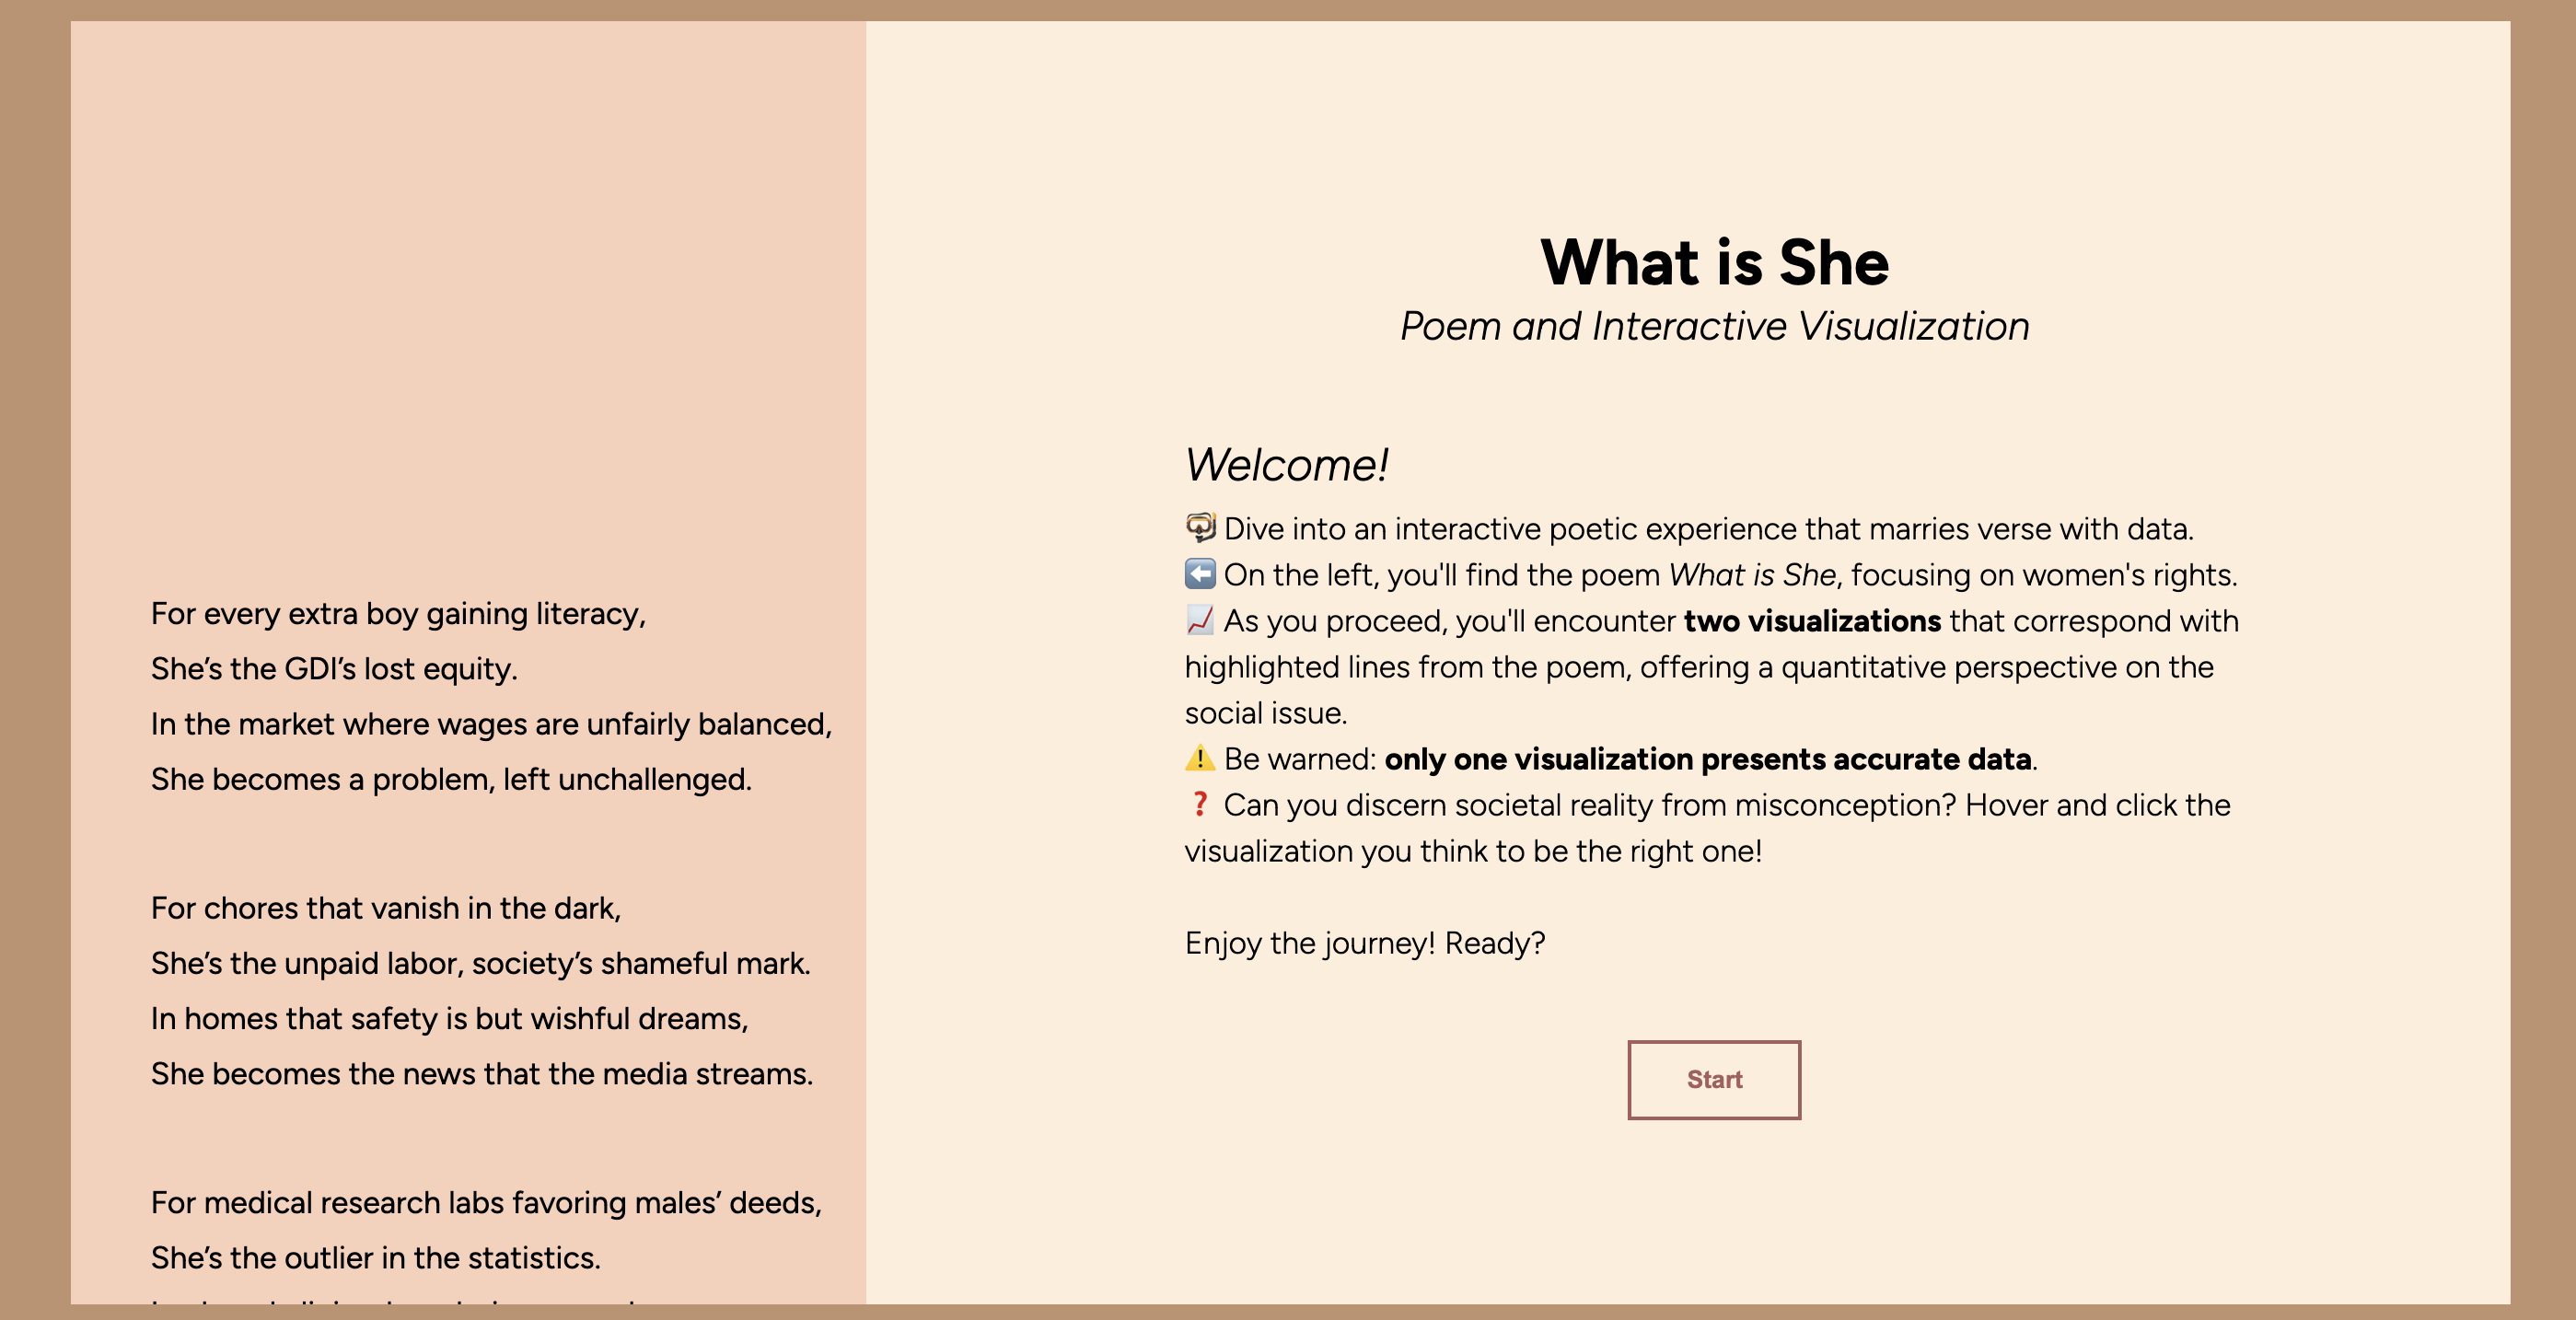 For every extra boy gaining literacy,
She’s the GDI’s lost equity.
In the market where wages are unfairly balanced,
She becomes a problem, left unchallenged.
For chores that vanish in the dark,
She’s the unpaid labor, society’s shameful mark.
In homes that safety is but wishful dreams,
She becomes the news that the media streams.
For medical research labs favoring males’ deeds,
She’s the outlier in the statistics.
What is She
Poem and Interactive Visualization
Welcome!
Dive into an interactive poetic experience that marries verse with data.
On the left, you'll find the poem What is She, focusing on women's rights.
As you proceed, you'll encounter two visualizations that correspond with
highlighted lines from the poem, offering a quantitative perspective on the
social issue.
Be warned: only one visualization presents accurate data.
Can you discern societal reality from misconception? Hover and click the
visualization you think to be the right one!
Enjoy the journey! Ready?
Start